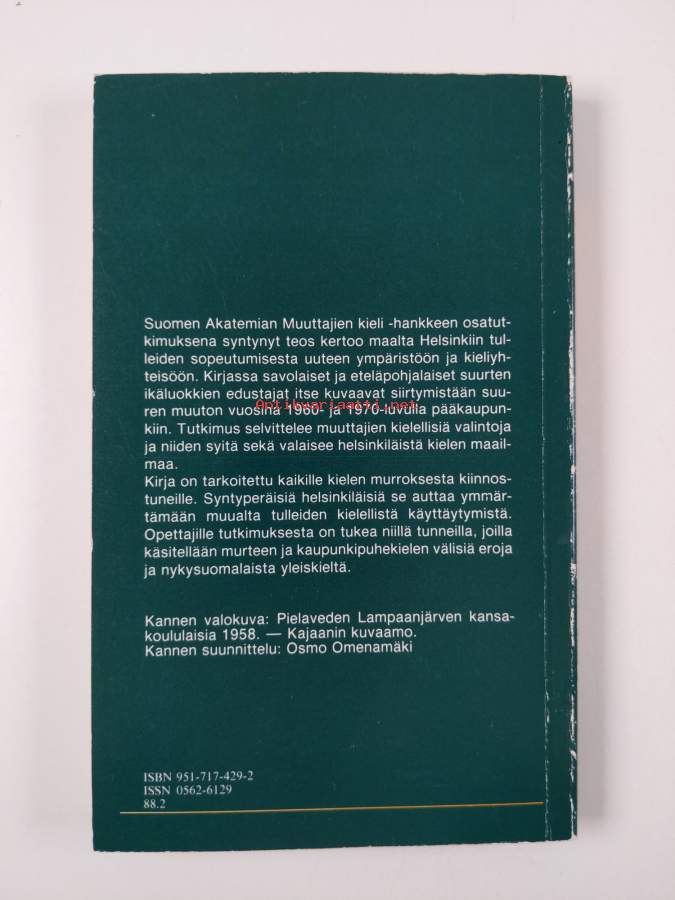 Suomen Akatemian Muuttajien kieli -hankkeen osatut-
kimuksena syntynyt teos kertoo maalta Helsinkiin tul-
leiden sopeutumisesta uuteen ympäristöön ja kieliyh-
teisöön. Kirjassa savolaiset ja eteläpohjalaiset suurten
ikäluokkien edustajat itse kuvaavat siirtymistään suu-
ren muuton vuosina 1960- ja 1970-luvulla pääkaupun-
Antikvariaatti.net
kiin. Tutkimus selvittelee muuttajien kielellisiä valintoja
ja niiden syitä sekä valaisee helsinkiläistä kielen maail-
maa.
Kirja on tarkoitettu kaikille kielen murroksesta kiinnos-
tuneille. Syntyperäisiä helsinkiläisiä se auttaa ymmär-
tämään muualta tulleiden kielellistä käyttäytymistä.
Opettajille tutkimuksesta on tukea niillä tunneilla, joilla
käsitellään murteen ja kaupunkipuhekielen välisiä eroja
ja nykysuomalaista yleiskieltä.
Kannen valokuva: Pielaveden Lampaanjärven kansa-
koululaisia 1958. — Kajaanin kuvaamo.
Kannen suunnittelu: Osmo Omenamäki
ISBN 951-717-429-2
ISSN 0562-6129
88.2